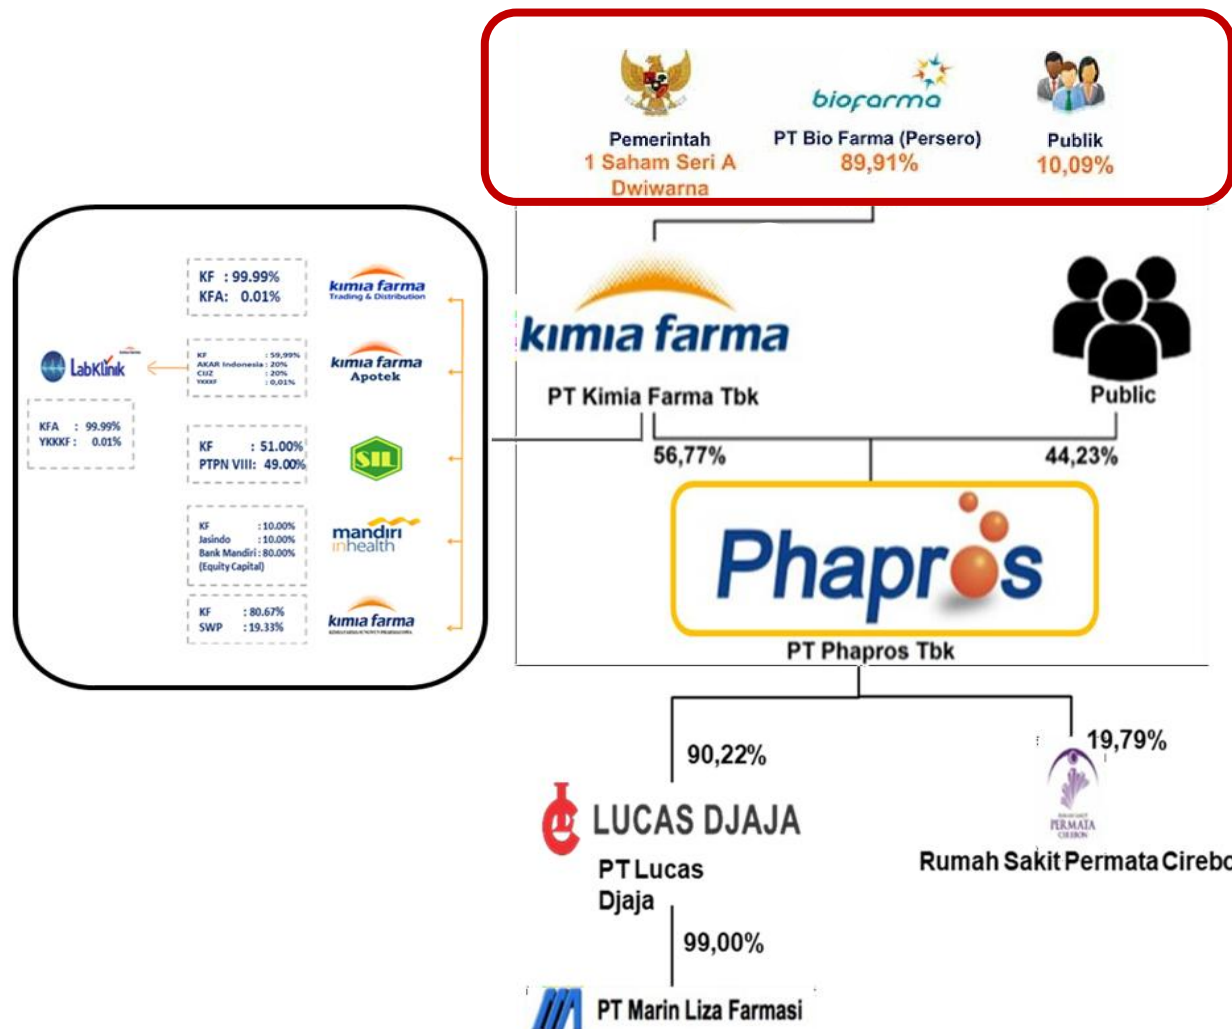 biofarma
Pemerintah
1 Saham Seri A
Dwiwarna
PT Bio Farma (Persero)
89,91%
Publik
10,09%
KF : 99.99%
KFA: 0.01%
kimia farma
Trading & Distribution
LabKlinik
KFA : 99.99%
YKKKF : 0.01%
KF : 59,99%
AKAR Indonesia : 20%
CIJZ : 20%
YKKKF : 0,01%
kimia farma
Apotek
KF : 51.00%
PTPN VIII: 49.00%
SIL
KF : 10.00%
Jasindo : 10.00%
Bank Mandiri : 80.00%
(Equity Capital)
mandiri
inhealth
KF : 80.67%
SWP : 19.33%
kimia farma
kimia farma
PT Kimia Farma Tbk
Public
56,77%
44,23%
Phapros
PT Phapros Tbk
90,22%
19,79%
LUCAS DJAJA
PT Lucas
Djaja
PERMATA
CIREBON
Rumah Sakit Permata Cirebo
99,00%
PT Marin Liza Farmasi